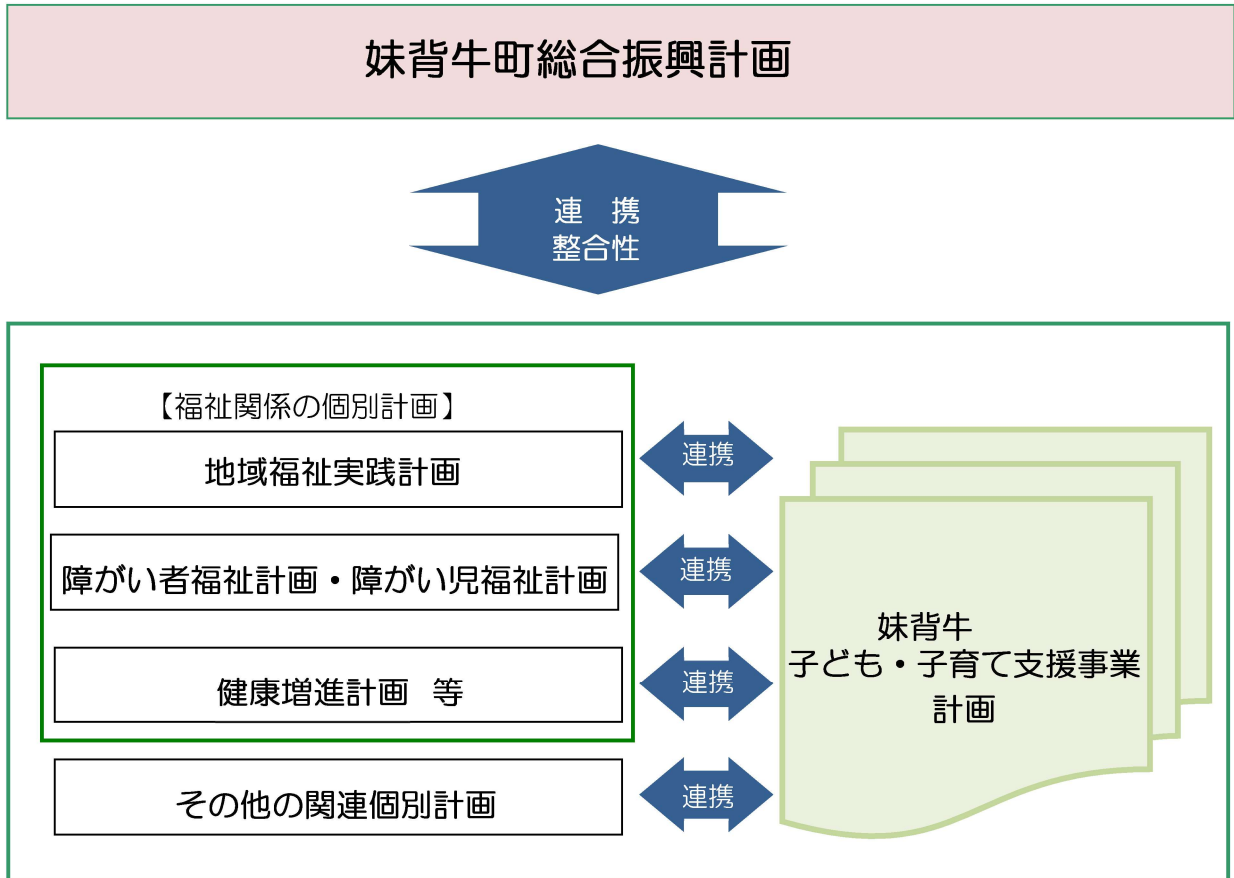 妹背牛町総合振興計画
連　携
整合性
【福祉関係の個別計画】
地域福祉実践計画
連携
障がい者福祉計画・障がい児福祉計画
連携
健康増進計画　等
連携
その他の関連個別計画
連携
妹背牛
子ども・子育て支援事業
計画